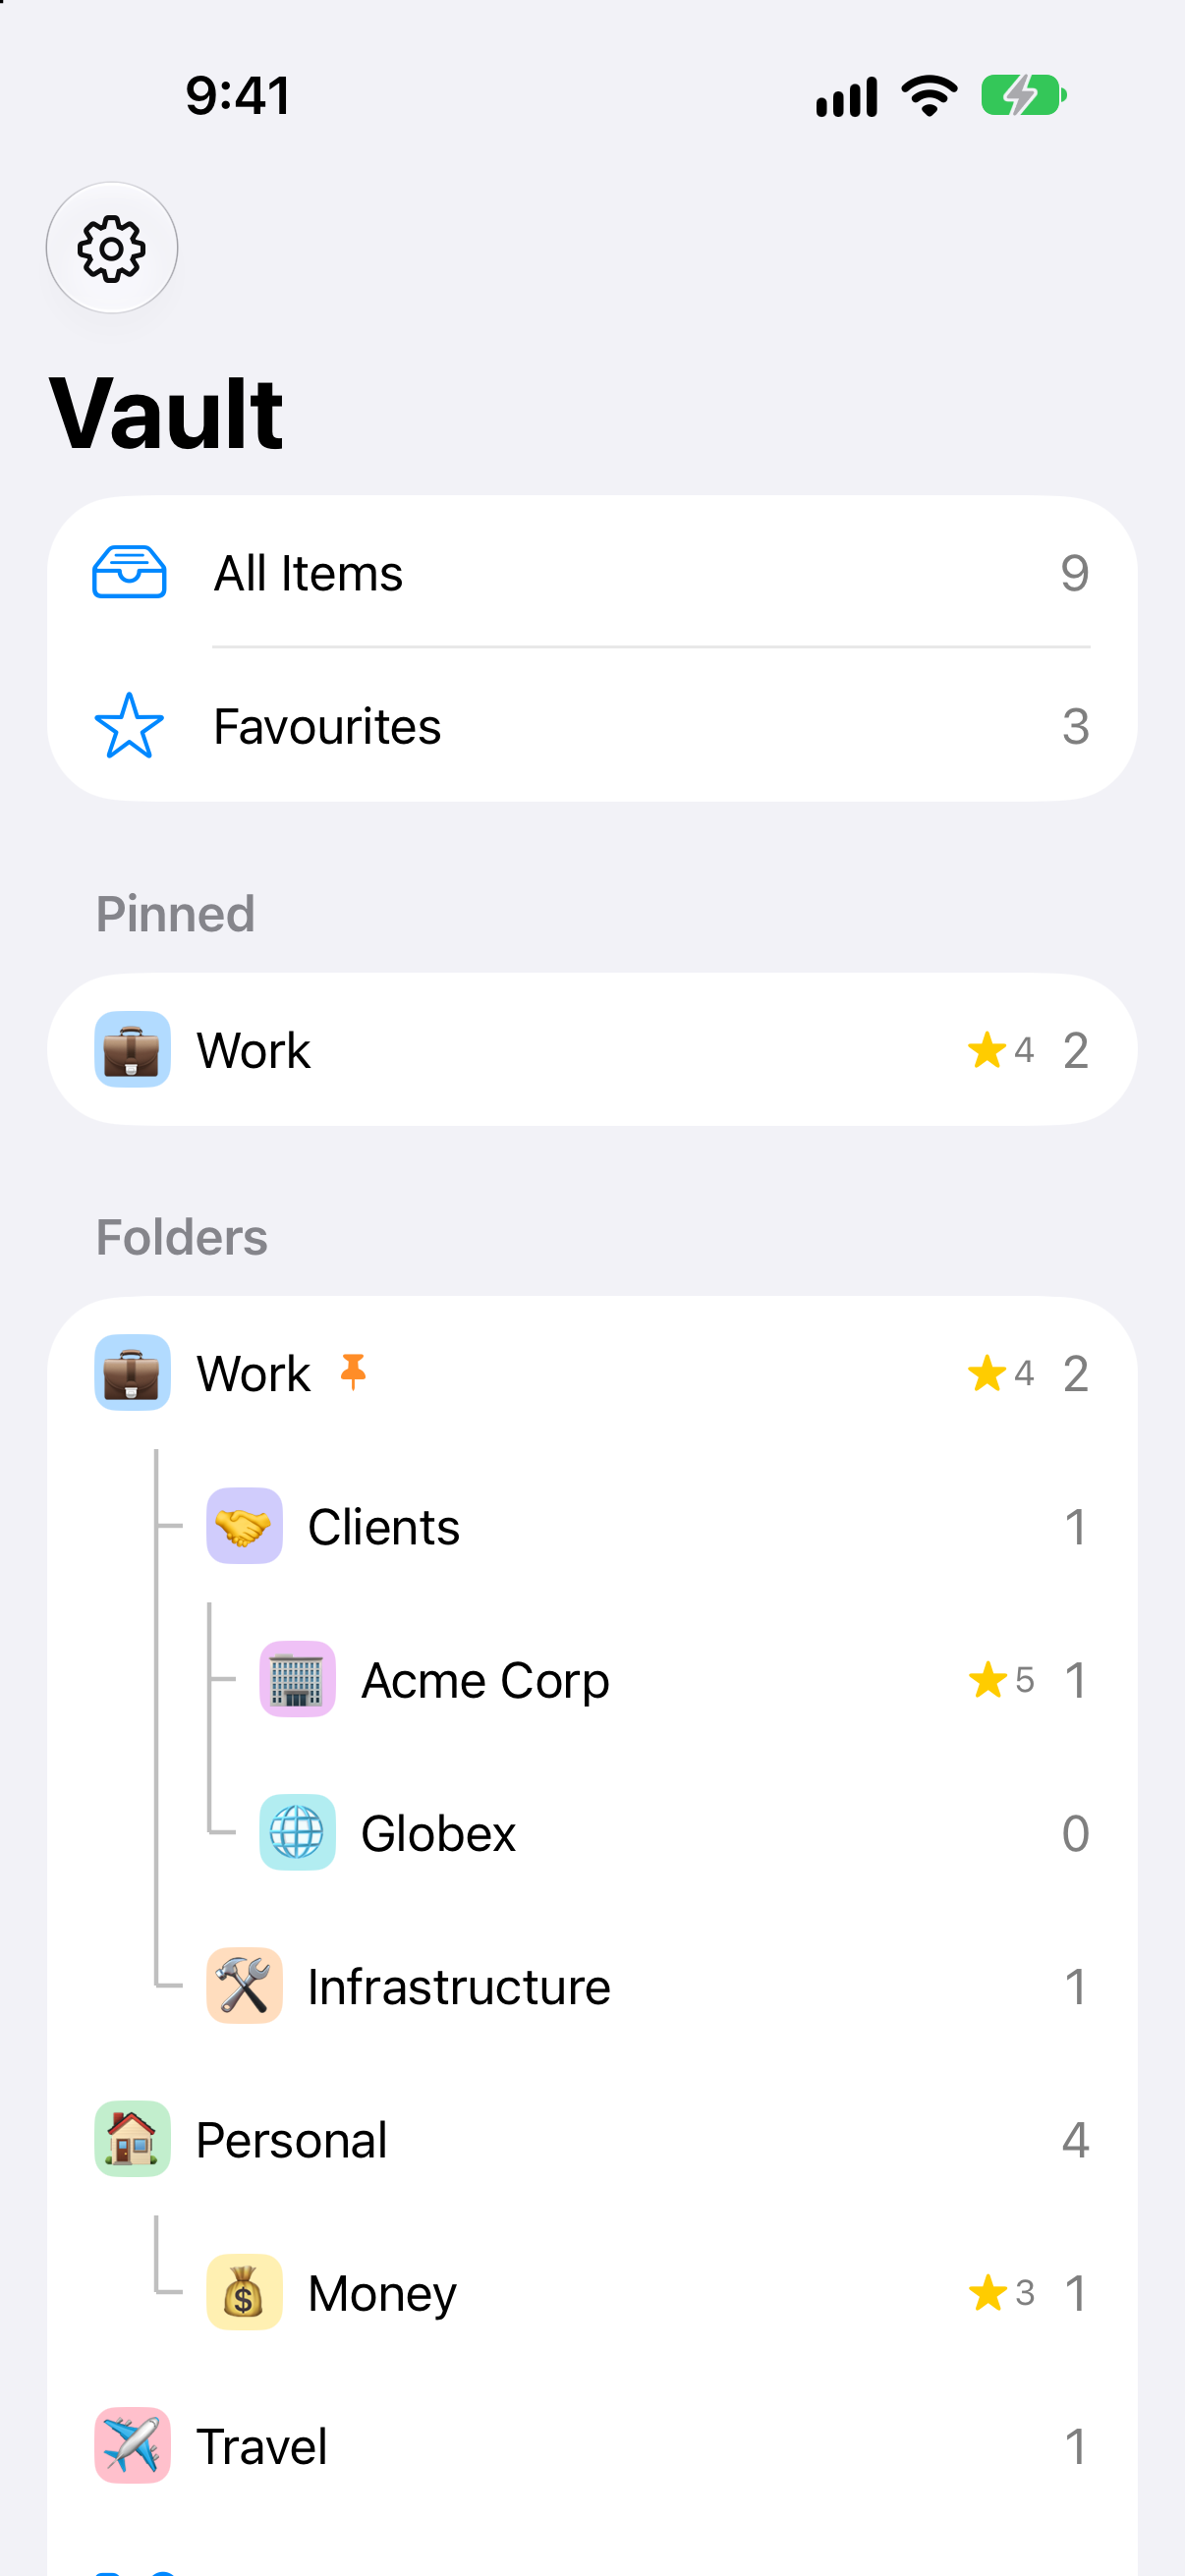 9:41
Vault
All Items 9
Favourites 3
Pinned
Work 4 2
Folders
Work 4 2
Clients 1
Acme Corp 5 1
Globex 0
Infrastructure 1
Personal 4
Money 3 1
Travel 1